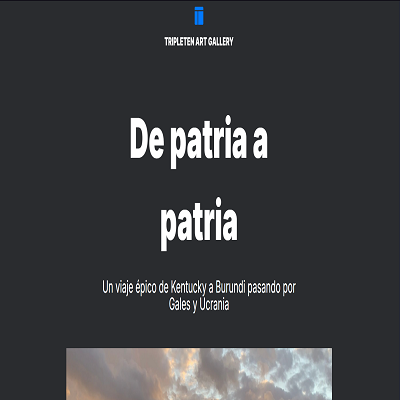 TRIPLETEN ART GALLERY
De patria a
patria
Un viaje épico de Kentucky a Burundi pasando por
Gales y Ucrania